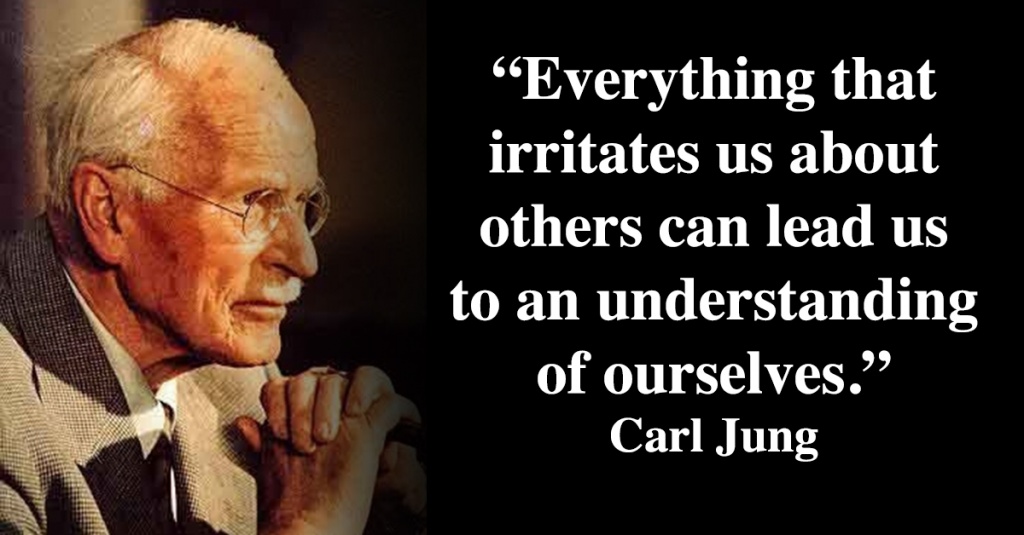 “Everything that
irritates us about
others can lead us
to an understanding
of ourselves.”
Carl Jung